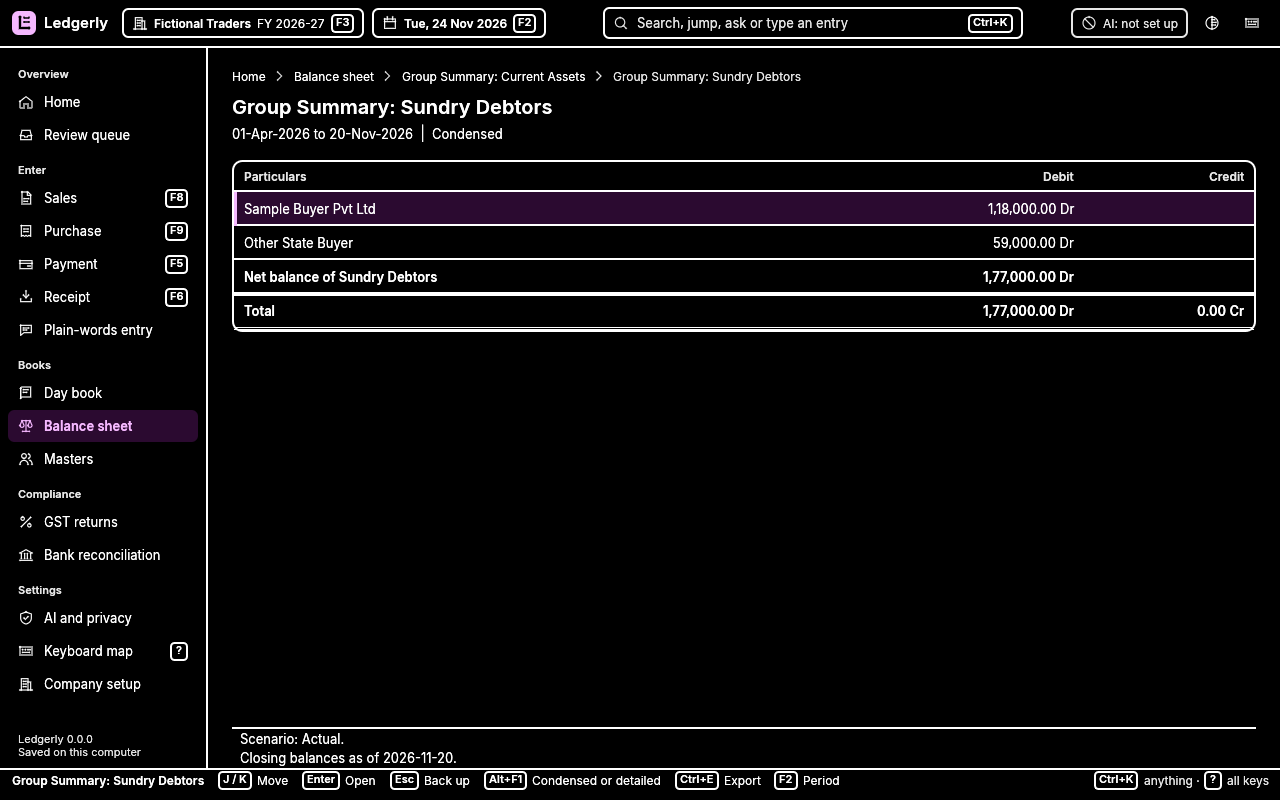 Ledgerly
Fictional Traders FY 2026-27 F3
Tue, 24 Nov 2026 F2
Search, jump, ask or type an entry Ctrl+K
AI: not set up
Overview
Home
Review queue
Enter
Sales F8
Purchase F9
Payment F5
Receipt F6
Plain-words entry
Books
Day book
Balance sheet
Masters
Compliance
GST returns
Bank reconciliation
Settings
AI and privacy
Keyboard map ?
Company setup
Ledgerly 0.0.0
Saved on this computer
Home > Balance sheet > Group Summary: Current Assets > Group Summary: Sundry Debtors
Group Summary: Sundry Debtors
01-Apr-2026 to 20-Nov-2026 | Condensed
Particulars Debit Credit
Sample Buyer Pvt Ltd 1,18,000.00 Dr
Other State Buyer 59,000.00 Dr
Net balance of Sundry Debtors 1,77,000.00 Dr
Total 1,77,000.00 Dr 0.00 Cr
Scenario: Actual.
Closing balances as of 2026-11-20.
Group Summary: Sundry Debtors J / K Move Enter Open Esc Back up Alt+F1 Condensed or detailed Ctrl+E Export F2 Period Ctrl+K anything · ? all keys